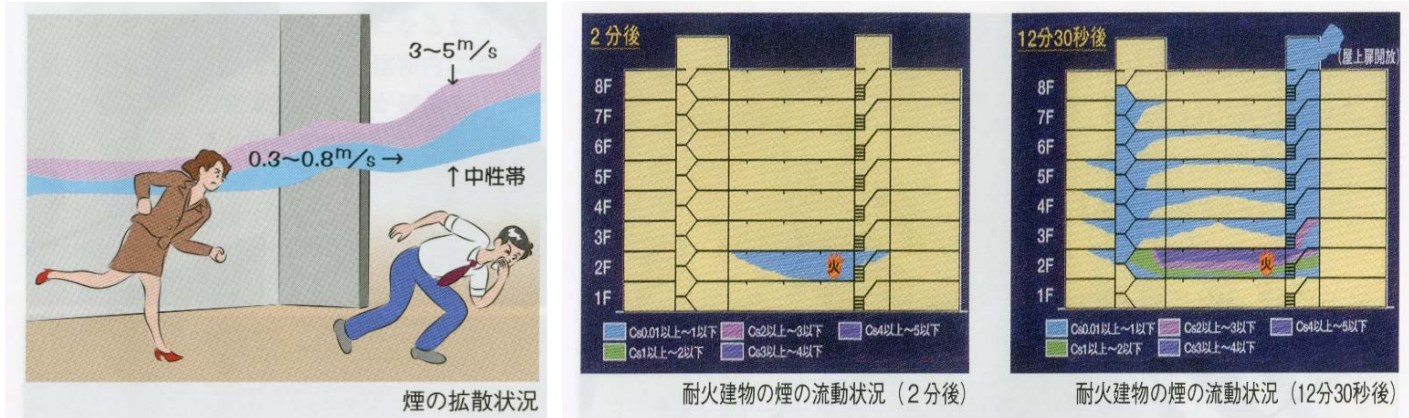 3～5m/s
↓
0.3～0.8m/s→
↑中性帯
煙の拡散状況
2分後
8F
7F
6F
5F
4F
3F
2F
1F
火
Cs0.01以上～1以下
Cs2以上～3以下
Cs4以上～5以下
Cs1以上～2以下
Cs3以上～4以下
耐火建物の煙の流動状況（2分後）
12分30秒後
(屋上扉開放)
8F
7F
6F
5F
4F
3F
2F
1F
火
Cs0.01以上～1以下
Cs2以上～3以下
Cs4以上～5以下
Cs1以上～2以下
Cs3以上～4以下
耐火建物の煙の流動状況（12分30秒後）